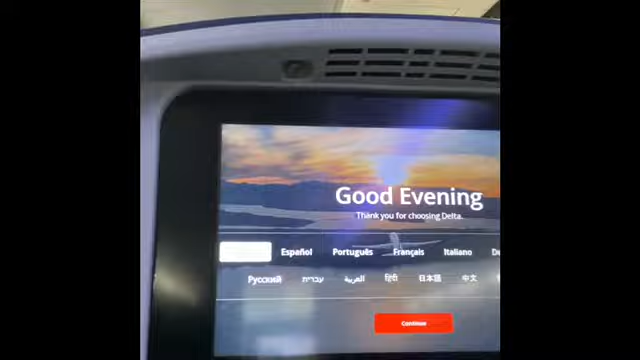 Good Evening
Thank you for choosing Delta.
Español Português Français Italiano
Русский עברית العربية हिंदी 日本語 中文
Continue